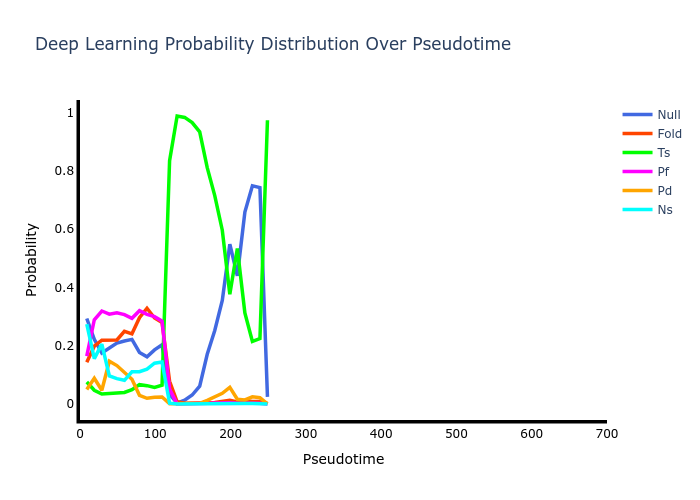 Deep Learning Probability Distribution Over Pseudotime
Null
Fold
Ts
Pf
Pd
Ns
1
0.8
0.6
0.4
0.2
0
Probability
0 100 200 300 400 500 600 700
Pseudotime